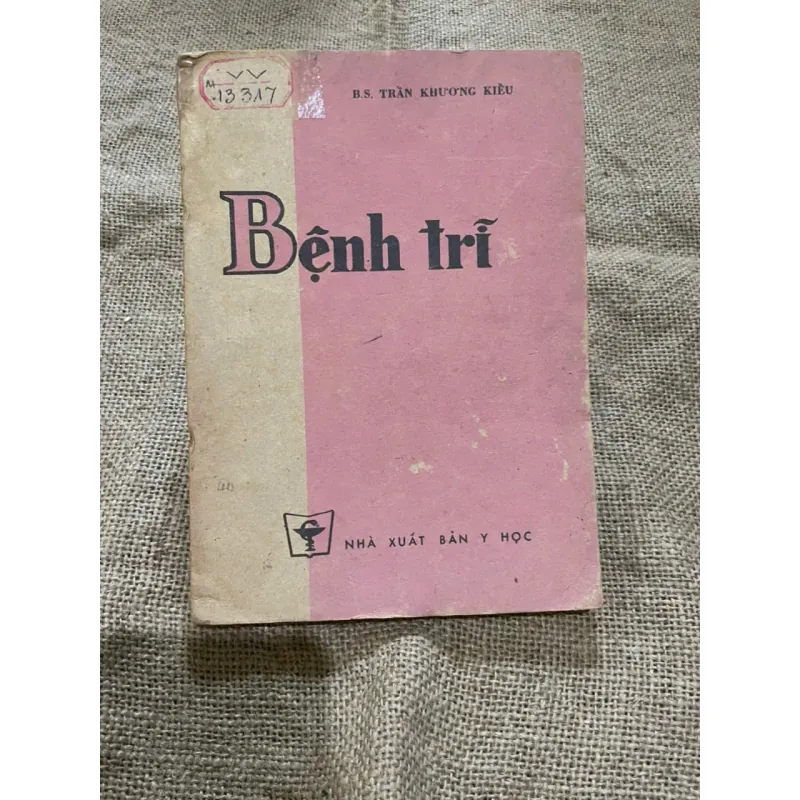 VV
13317
B.S. TRẦN KHƯƠNG KIỀU
Bệnh trĩ
NHÀ XUẤT BẢN Y HỌC